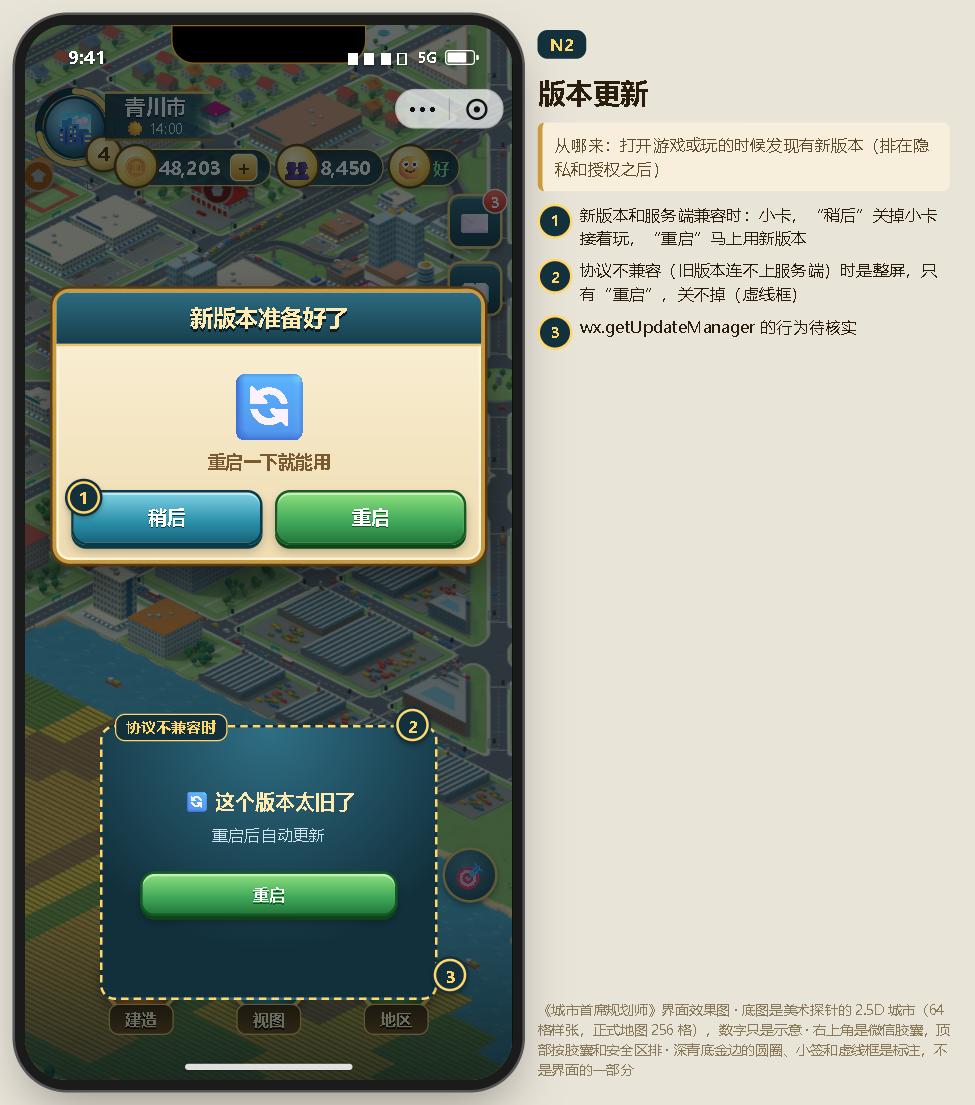 9:41
5G
青川市
14:00
4
48,203
+
8,450
好
3
新版本准备好了
重启一下就能用
1
稍后
重启
协议不兼容时
2
这个版本太旧了
重启后自动更新
重启
3
建造
视图
地区
N2
版本更新
从哪来：打开游戏或玩的时候发现有新版本（排在隐
私和授权之后）
1
新版本和服务端兼容时：小卡，“稍后”关掉小卡
接着玩，“重启”马上用新版本
2
协议不兼容（旧版本连不上服务端）时是整屏，只
有“重启”，关不掉（虚线框）
3
wx.getUpdateManager 的行为待核实
《城市首席规划师》界面效果图 · 底图是美术探针的 2.5D 城市（64
格样张，正式地图 256 格），数字只是示意 · 右上角是微信胶囊，顶
部按胶囊和安全区排 · 深青底金边的圆圈、小签和虚线框是标注，不
是界面的一部分